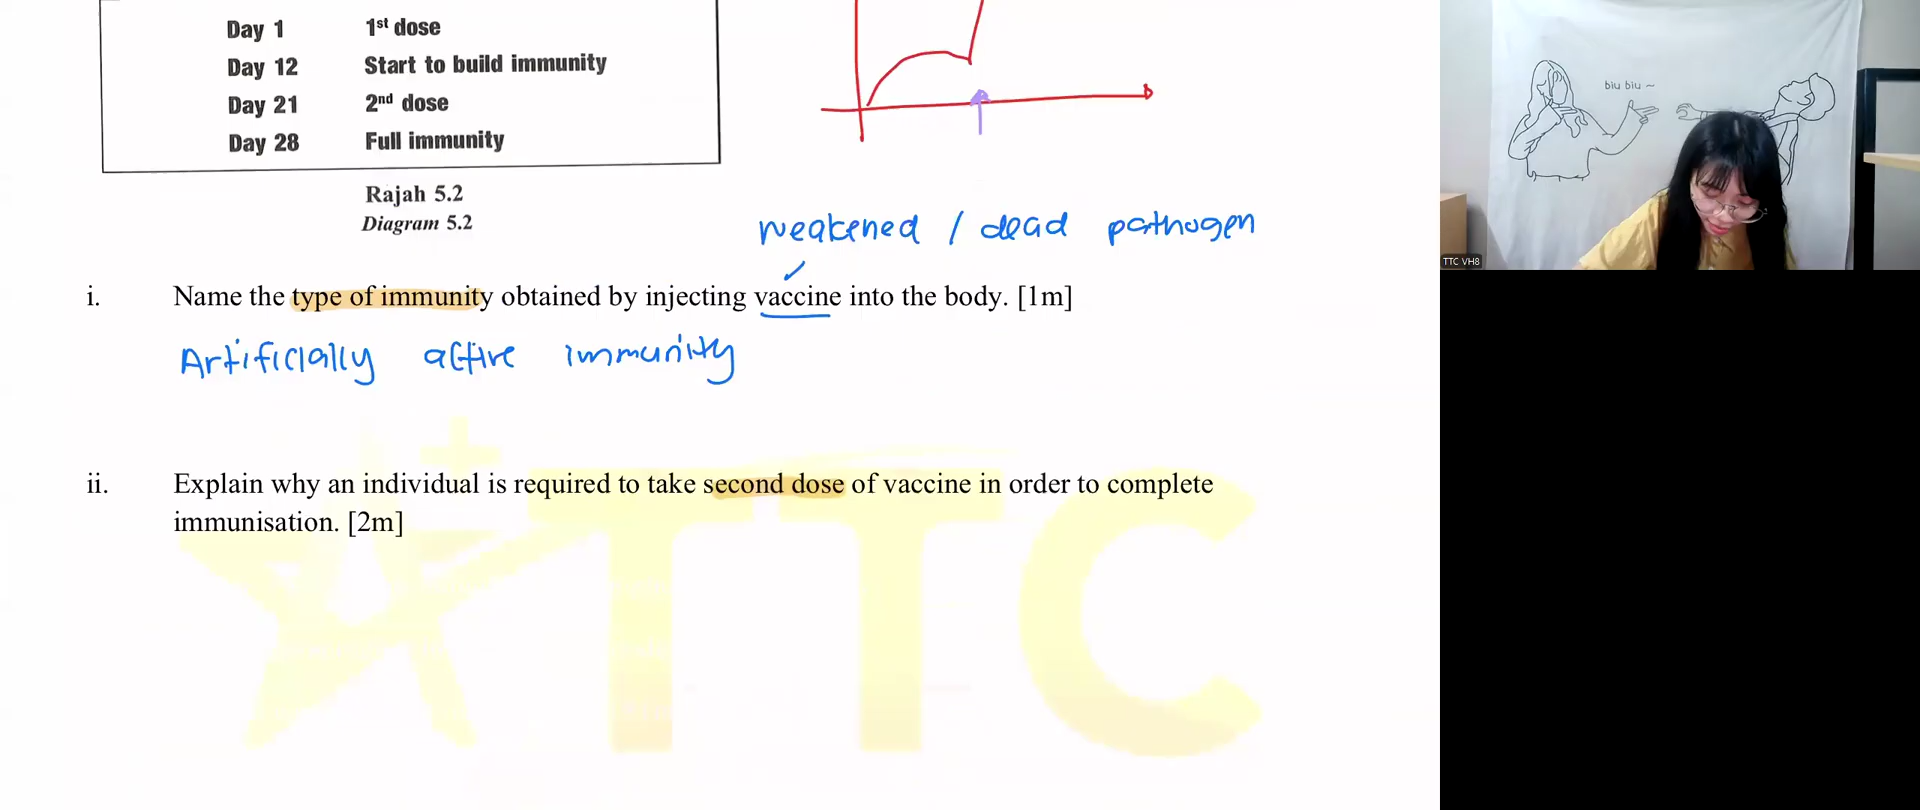 Day 1 1st dose
Day 12 Start to build immunity
Day 21 2nd dose
Day 28 Full immunity
Rajah 5.2
Diagram 5.2
weakened / dead pathogen
i. Name the type of immunity obtained by injecting vaccine into the body. [1m]
Artificially active immunity
ii. Explain why an individual is required to take second dose of vaccine in order to complete
immunisation. [2m]
TTC
biu biu ~
TTC VH8